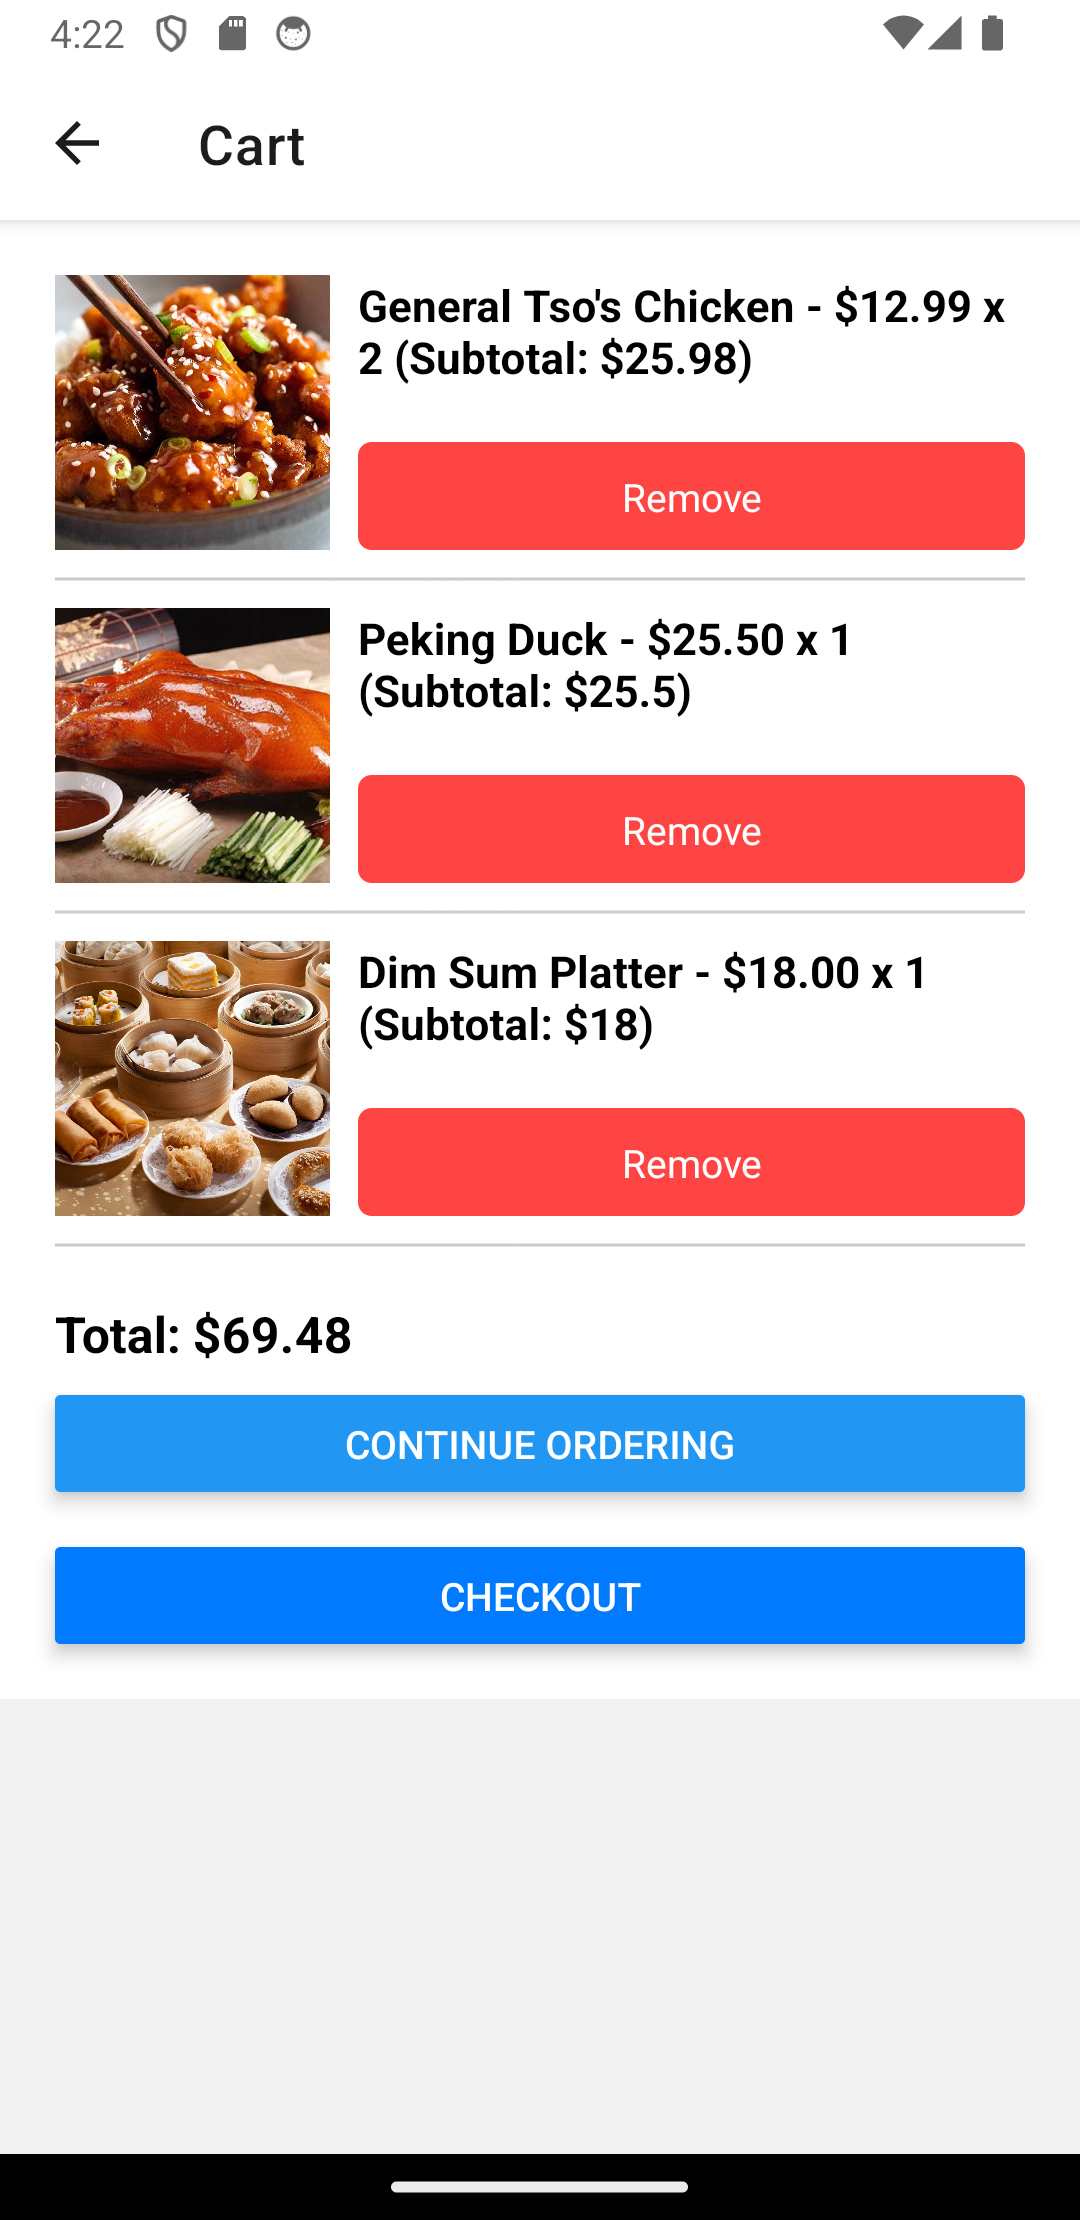 4:22
Cart
General Tso's Chicken - $12.99 x
2 (Subtotal: $25.98)
Remove
Peking Duck - $25.50 x 1
(Subtotal: $25.5)
Remove
Dim Sum Platter - $18.00 x 1
(Subtotal: $18)
Remove
Total: $69.48
CONTINUE ORDERING
CHECKOUT